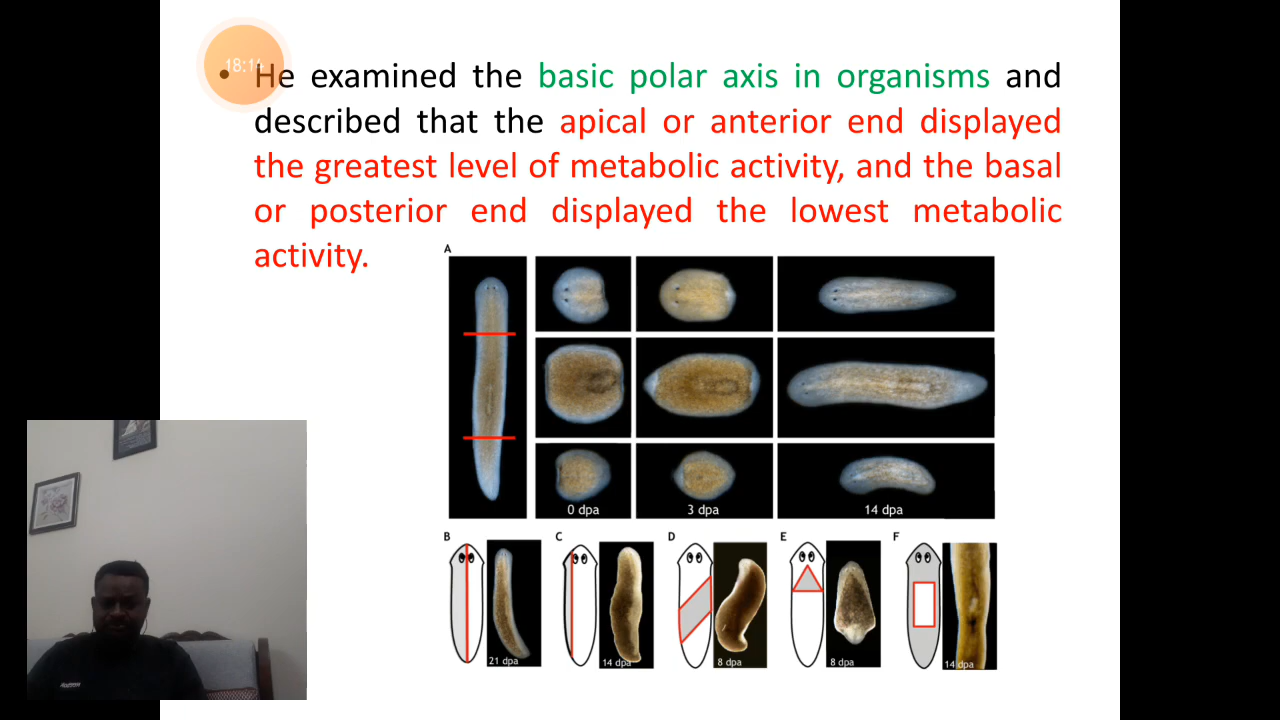 18:14
• He examined the basic polar axis in organisms and
described that the apical or anterior end displayed
the greatest level of metabolic activity, and the basal
or posterior end displayed the lowest metabolic
activity.
A
0 dpa 3 dpa 14 dpa
B C D E F
21 dpa 14 dpa 8 dpa 8 dpa 14 dpa